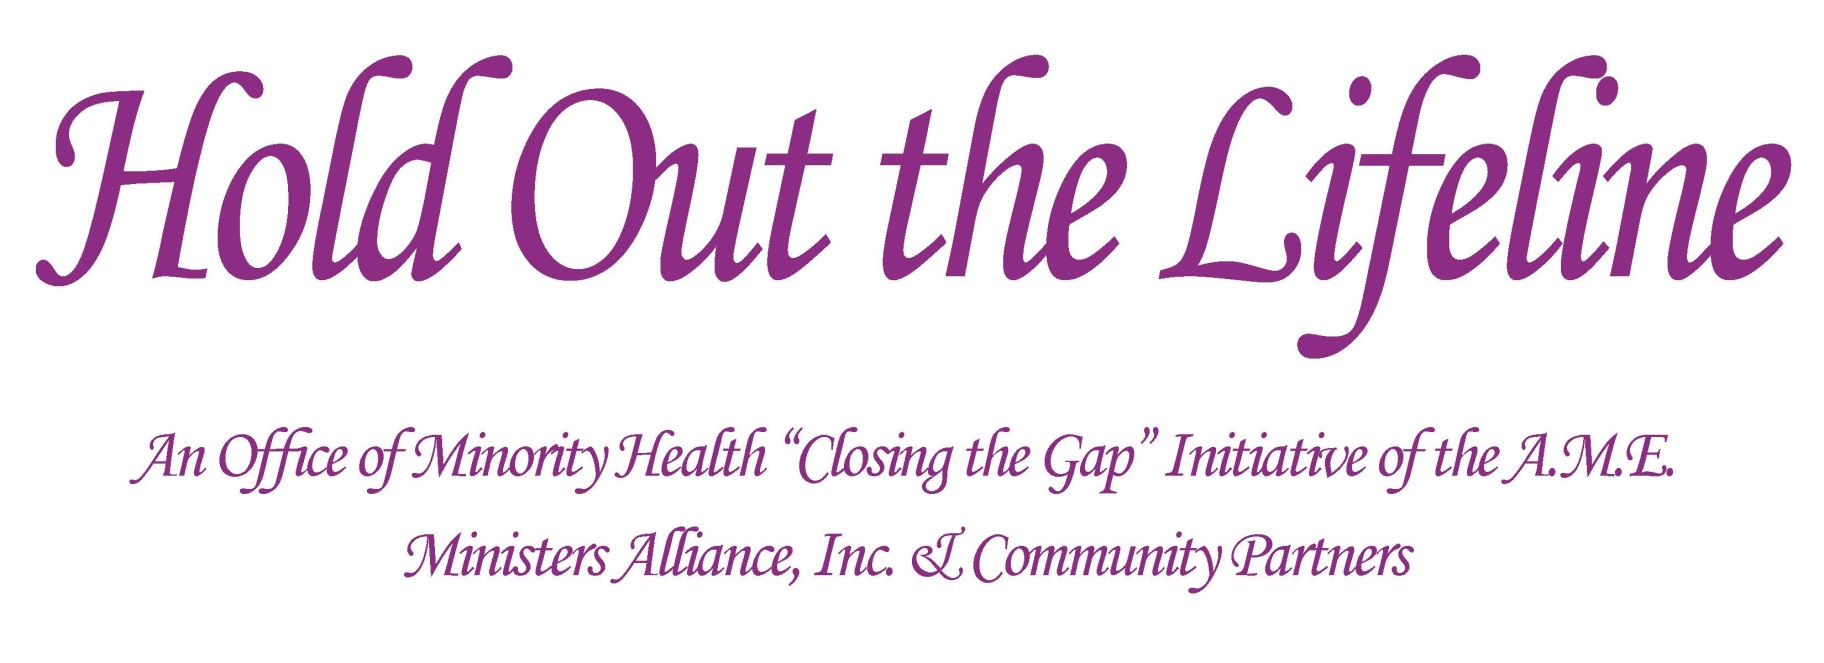 Hold Out the Lifeline
An Office of Minority Health “Closing the Gap” Initiative of the A.M.E.
Ministers Alliance, Inc. & Community Partners